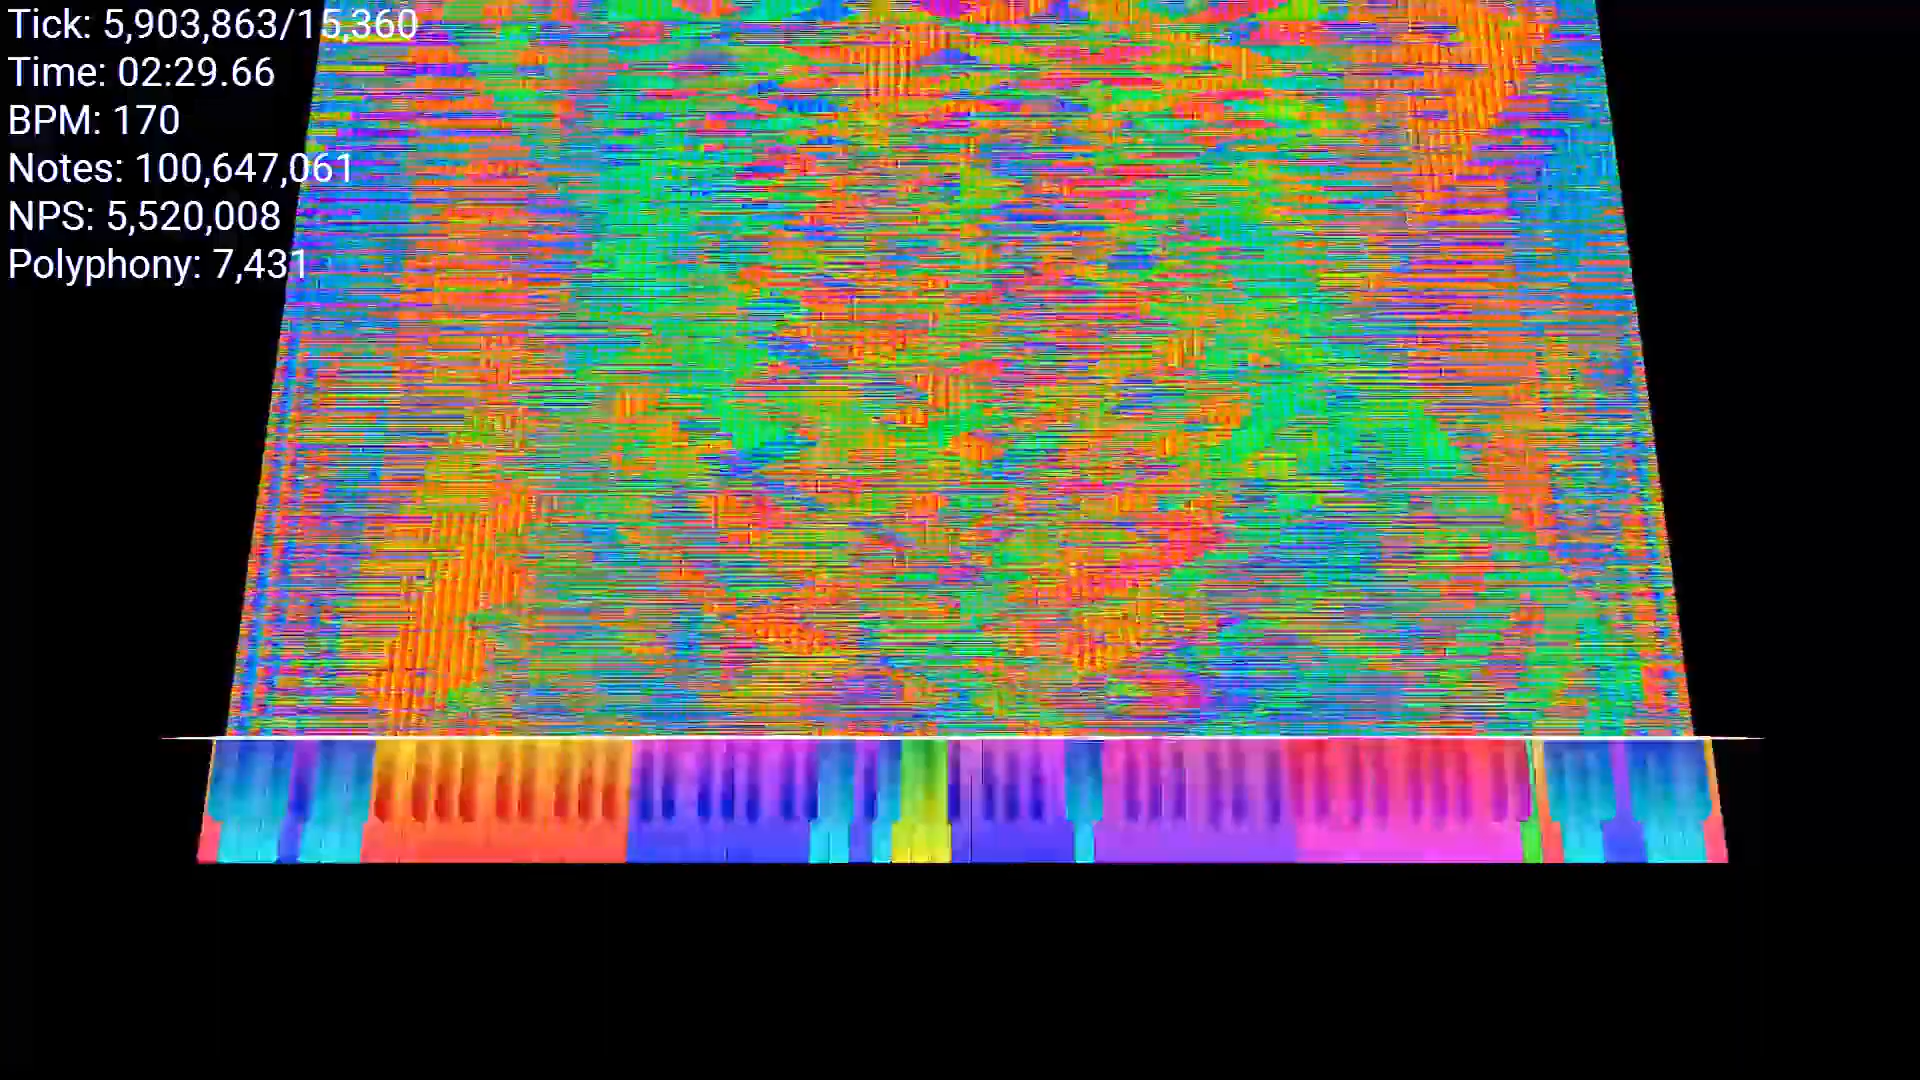 Tick: 5,903,863/15,360
Time: 02:29.66
BPM: 170
Notes: 100,647,061
NPS: 5,520,008
Polyphony: 7,431